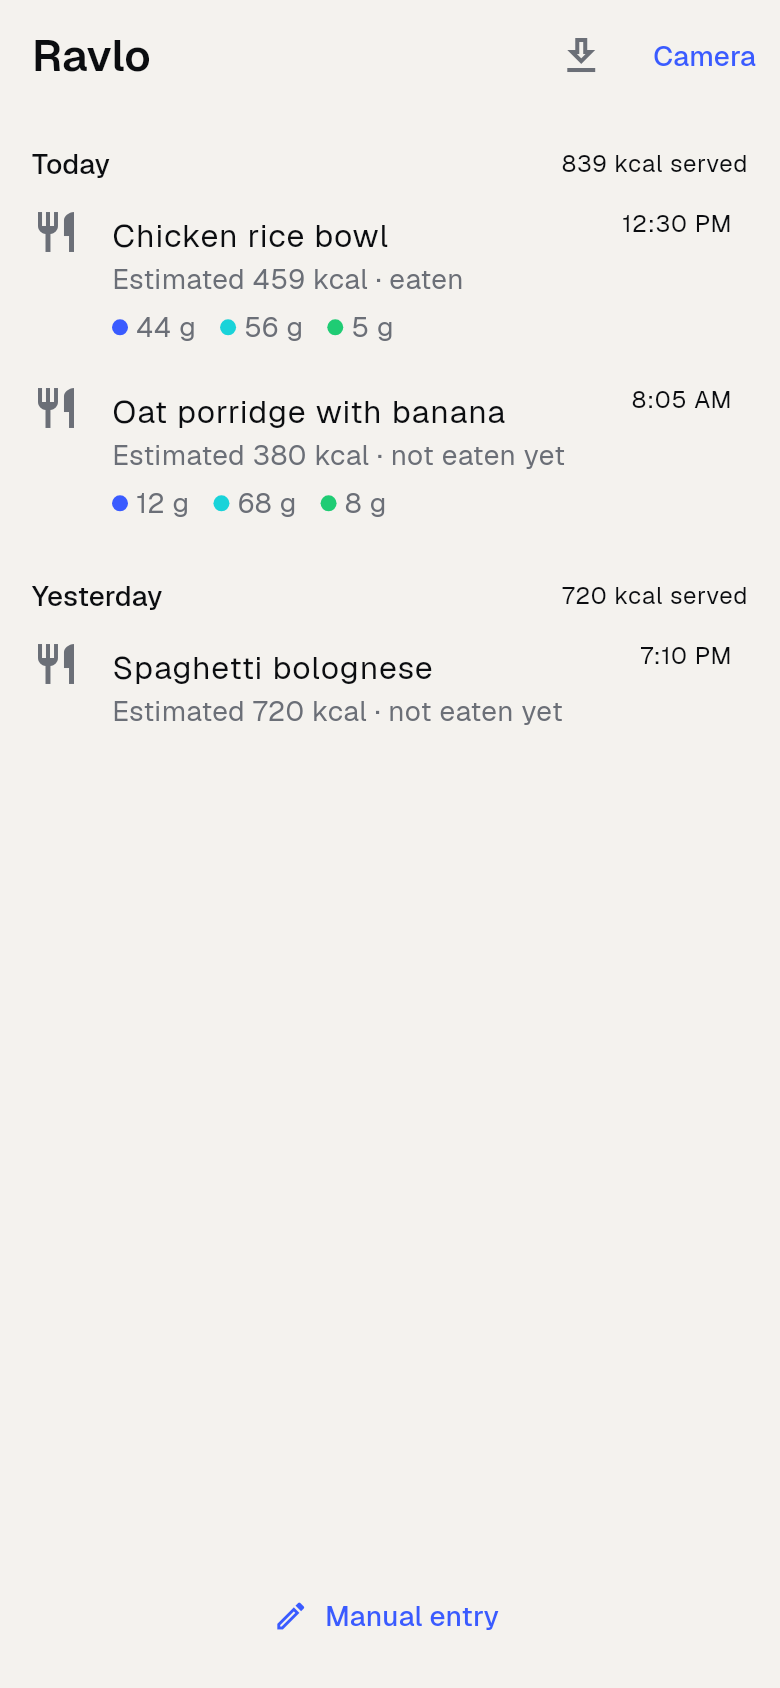 Ravlo
Camera
Today
839 kcal served
Chicken rice bowl
12:30 PM
Estimated 459 kcal · eaten
44 g 56 g 5 g
Oat porridge with banana
8:05 AM
Estimated 380 kcal · not eaten yet
12 g 68 g 8 g
Yesterday
720 kcal served
Spaghetti bolognese
7:10 PM
Estimated 720 kcal · not eaten yet
Manual entry